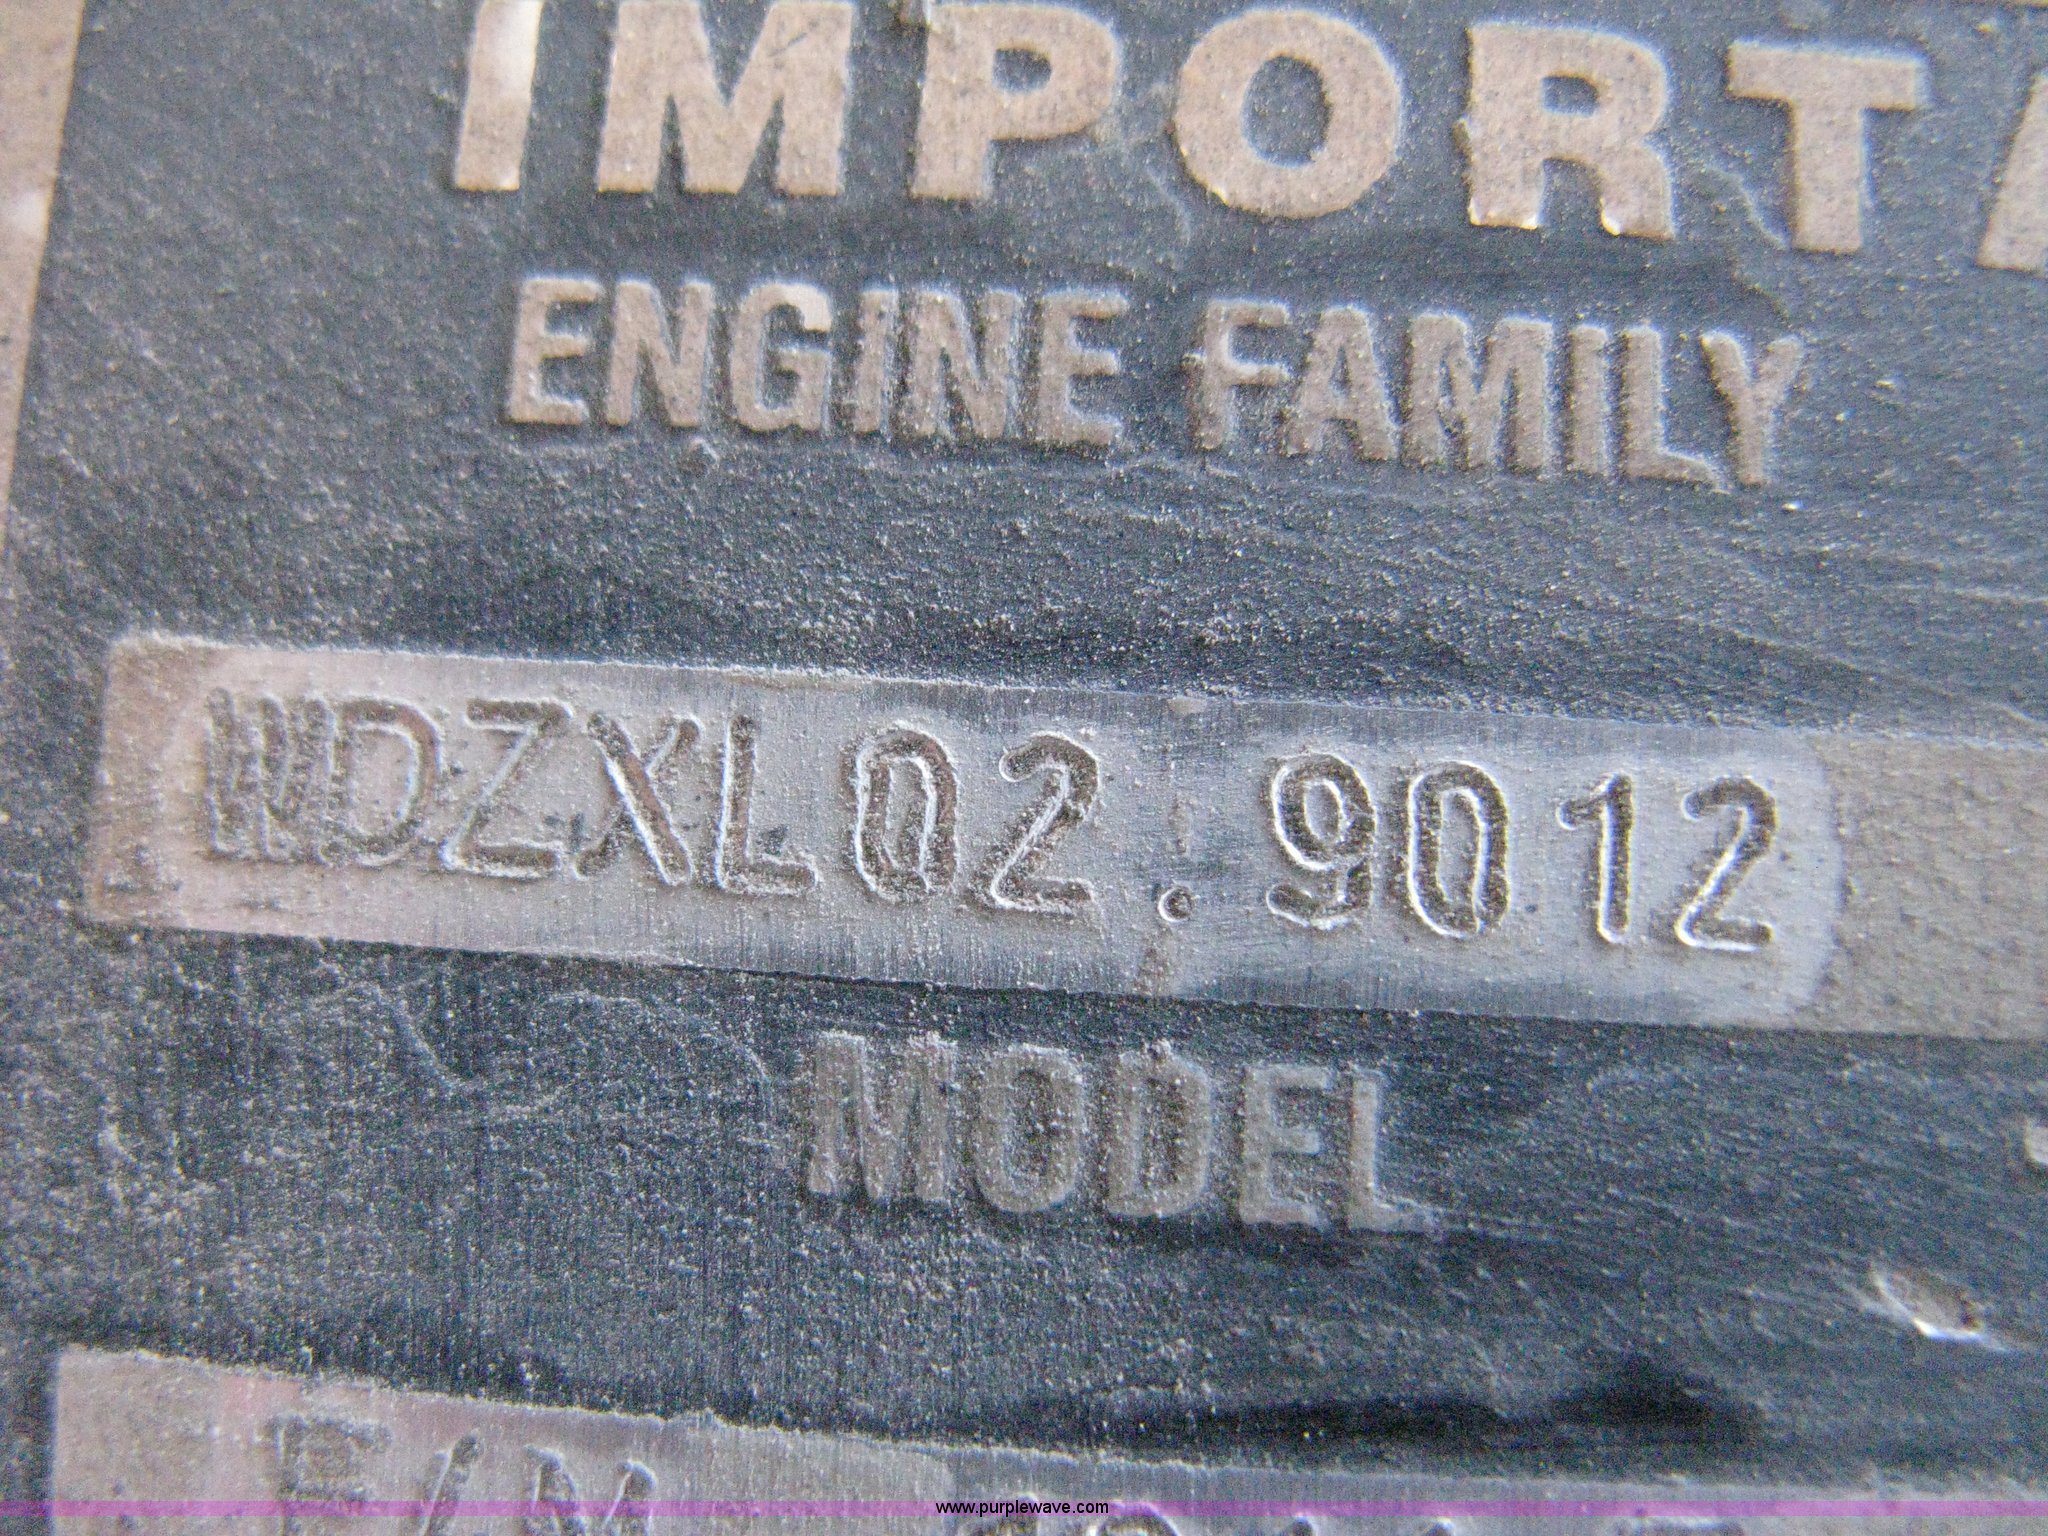 IMPORT
ENGINE FAMILY
WDZXL02.9012
MODEL
www.purplewave.com